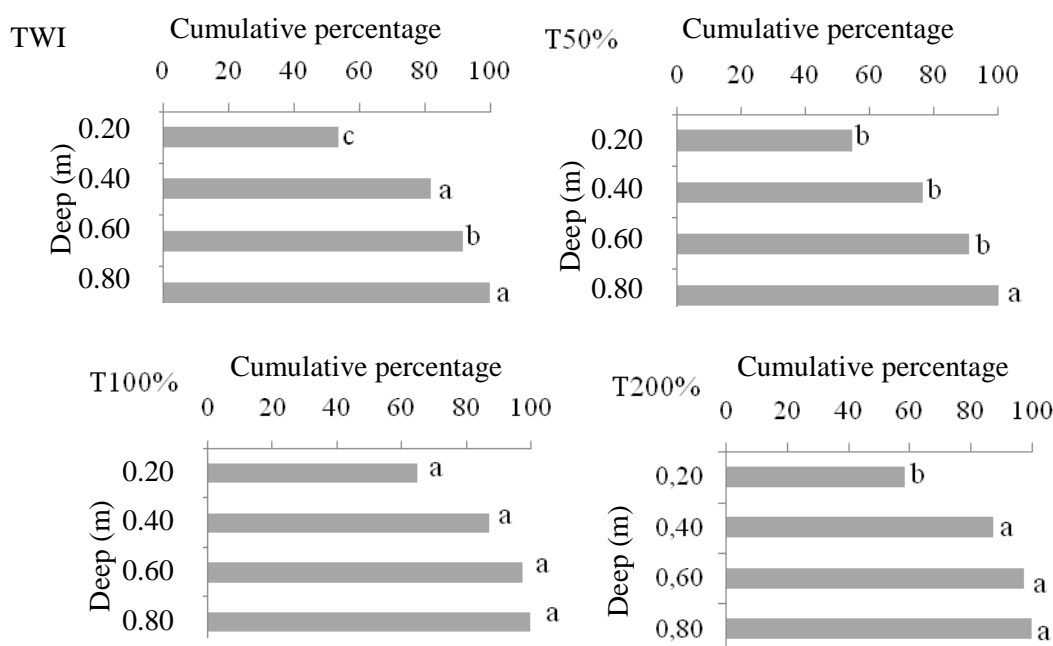 TWI
Cumulative percentage
0 20 40 60 80 100
Deep (m)
0.20 c
0.40 a
0.60 b
0.80 a
T50%
Cumulative percentage
0 20 40 60 80 100
Deep (m)
0.20 b
0.40 b
0.60 b
0.80 a
T100%
Cumulative percentage
0 20 40 60 80 100
Deep (m)
0.20 a
0.40 a
0.60 a
0.80 a
T200%
Cumulative percentage
0 20 40 60 80 100
Deep (m)
0,20 b
0,40 a
0,60 a
0,80 a